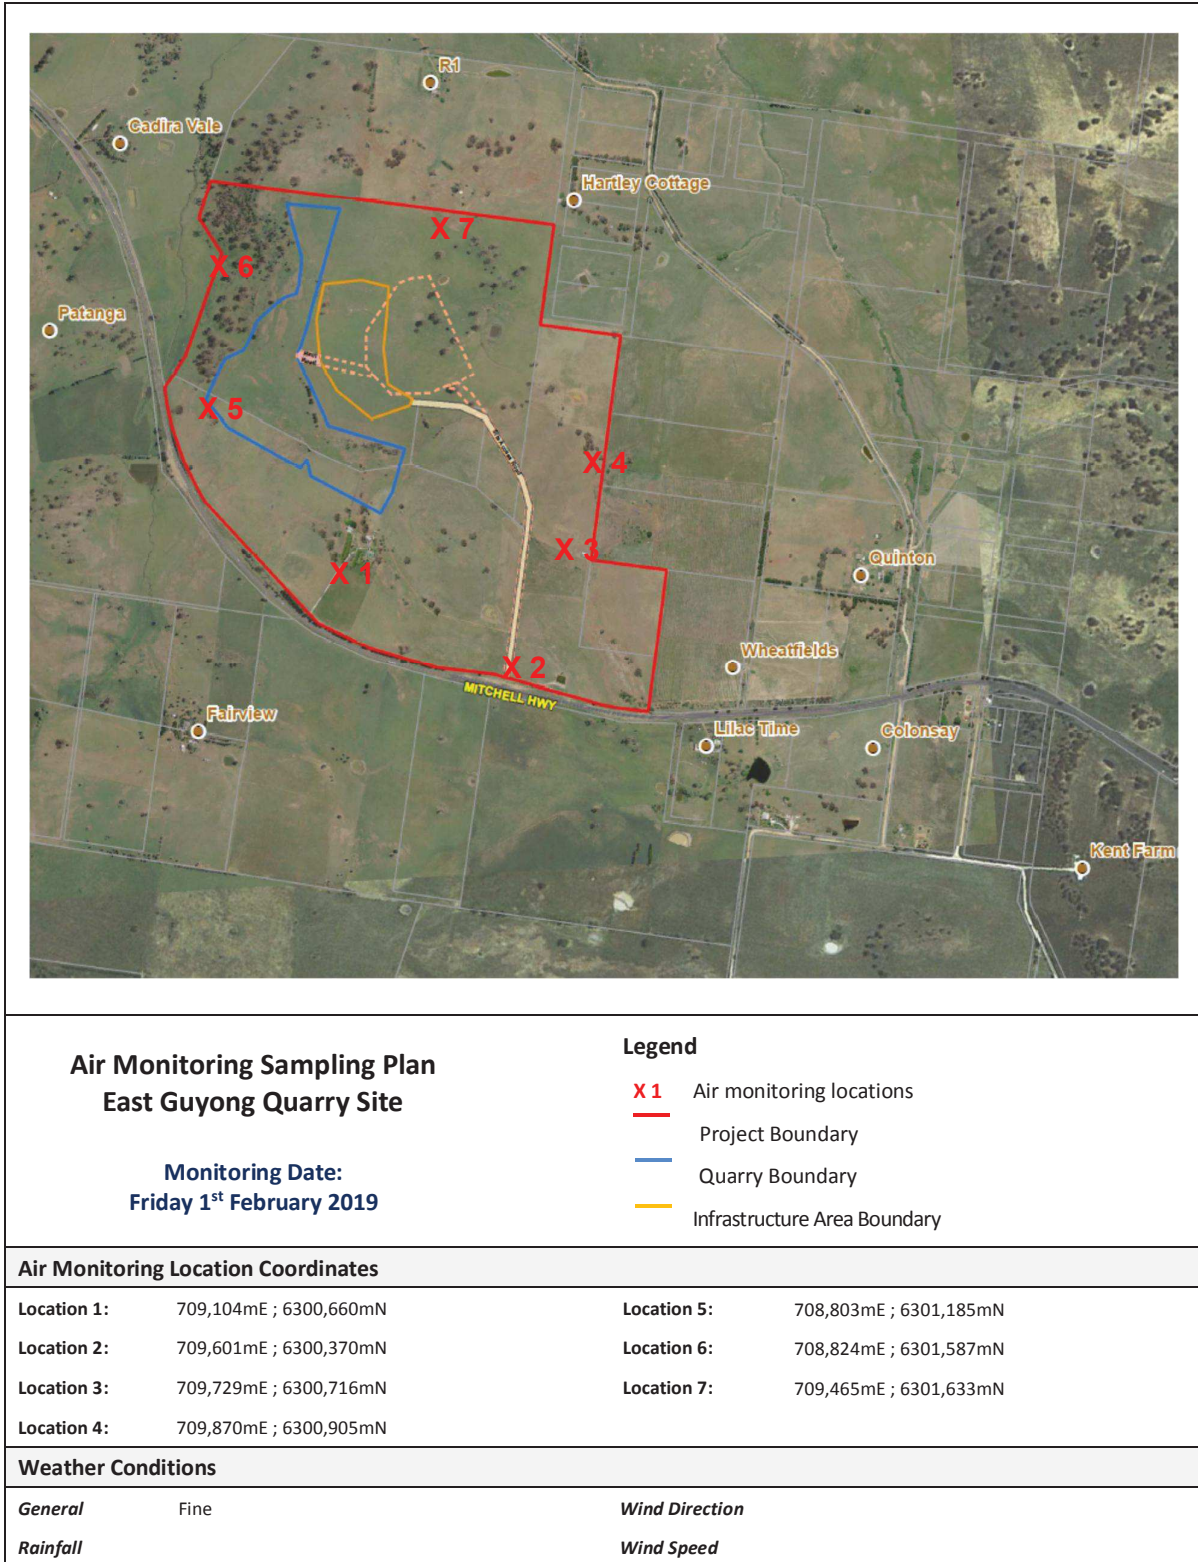 R1
Cadira Vale
Hartley Cottage
X 7
X 6
Patanga
X 5
X 4
X 3
Quinton
X 1
Wheatfields
X 2
MITCHELL HWY
Fairview
Lilac Time
Colonsay
Kent Farm
Air Monitoring Sampling Plan
East Guyong Quarry Site
Monitoring Date:
Friday 1st February 2019
Legend
X 1 Air monitoring locations
Project Boundary
Quarry Boundary
Infrastructure Area Boundary
Air Monitoring Location Coordinates
Location 1: 709,104mE ; 6300,660mN
Location 5: 708,803mE ; 6301,185mN
Location 2: 709,601mE ; 6300,370mN
Location 6: 708,824mE ; 6301,587mN
Location 3: 709,729mE ; 6300,716mN
Location 7: 709,465mE ; 6301,633mN
Location 4: 709,870mE ; 6300,905mN
Weather Conditions
General Fine
Wind Direction
Rainfall
Wind Speed